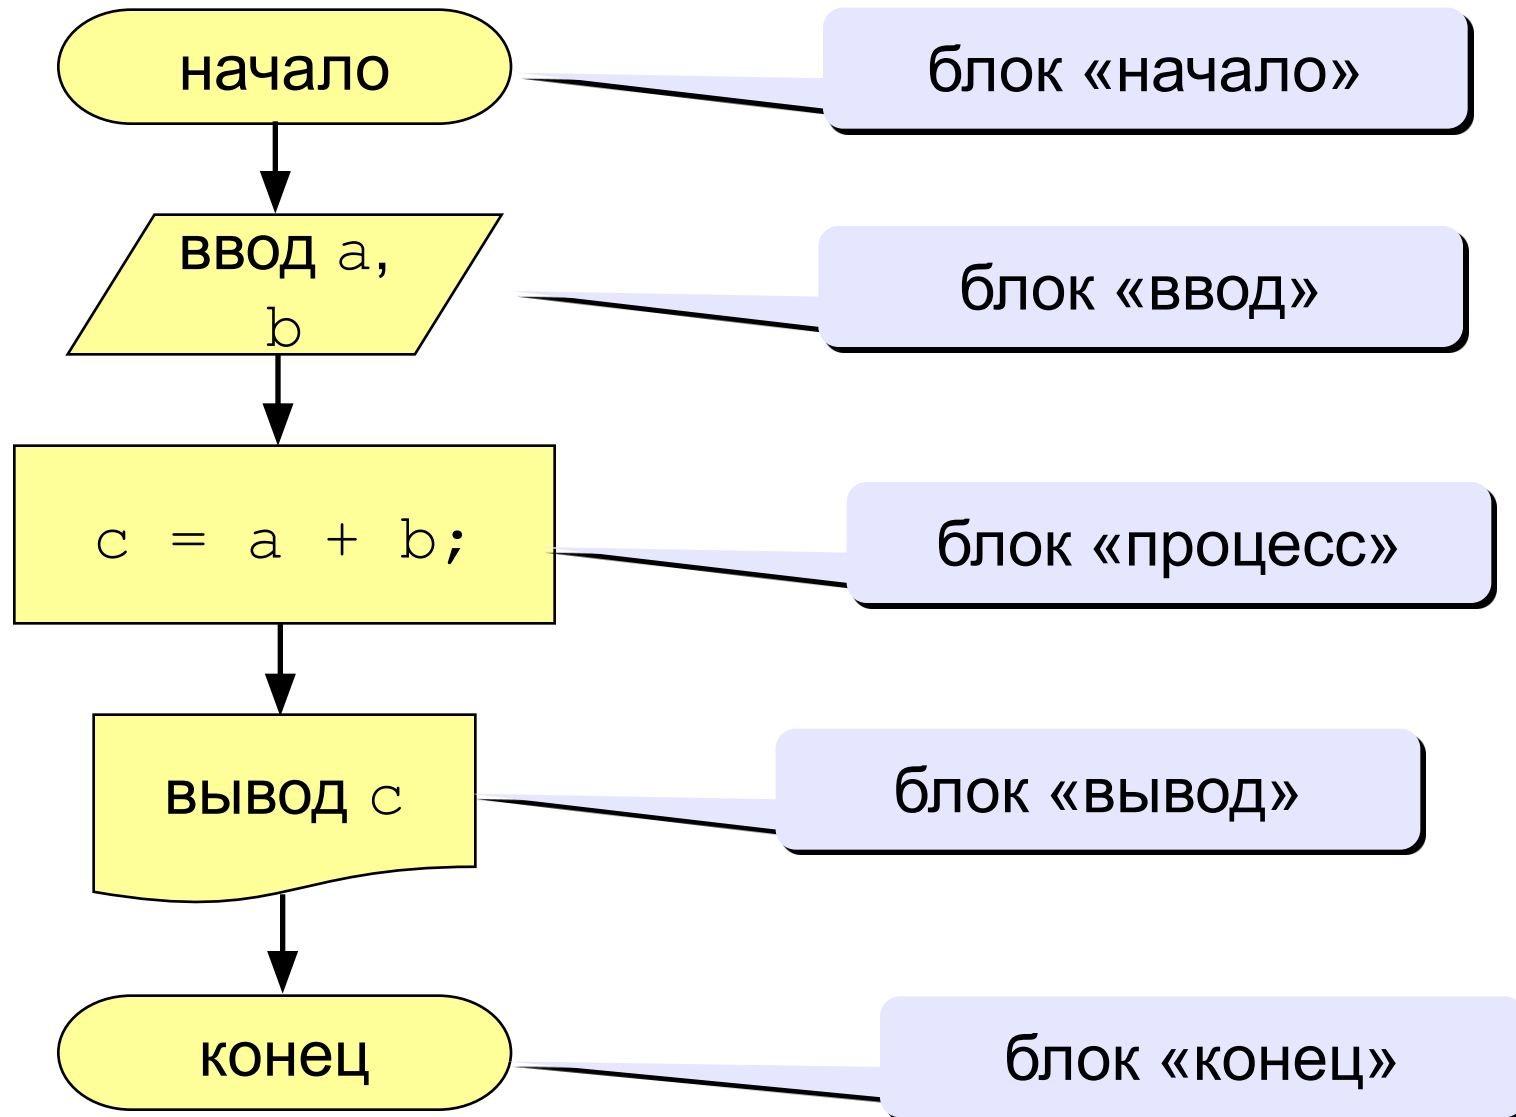 начало
блок «начало»
ввод a,
b
блок «ввод»
c = a + b;
блок «процесс»
вывод c
блок «вывод»
конец
блок «конец»